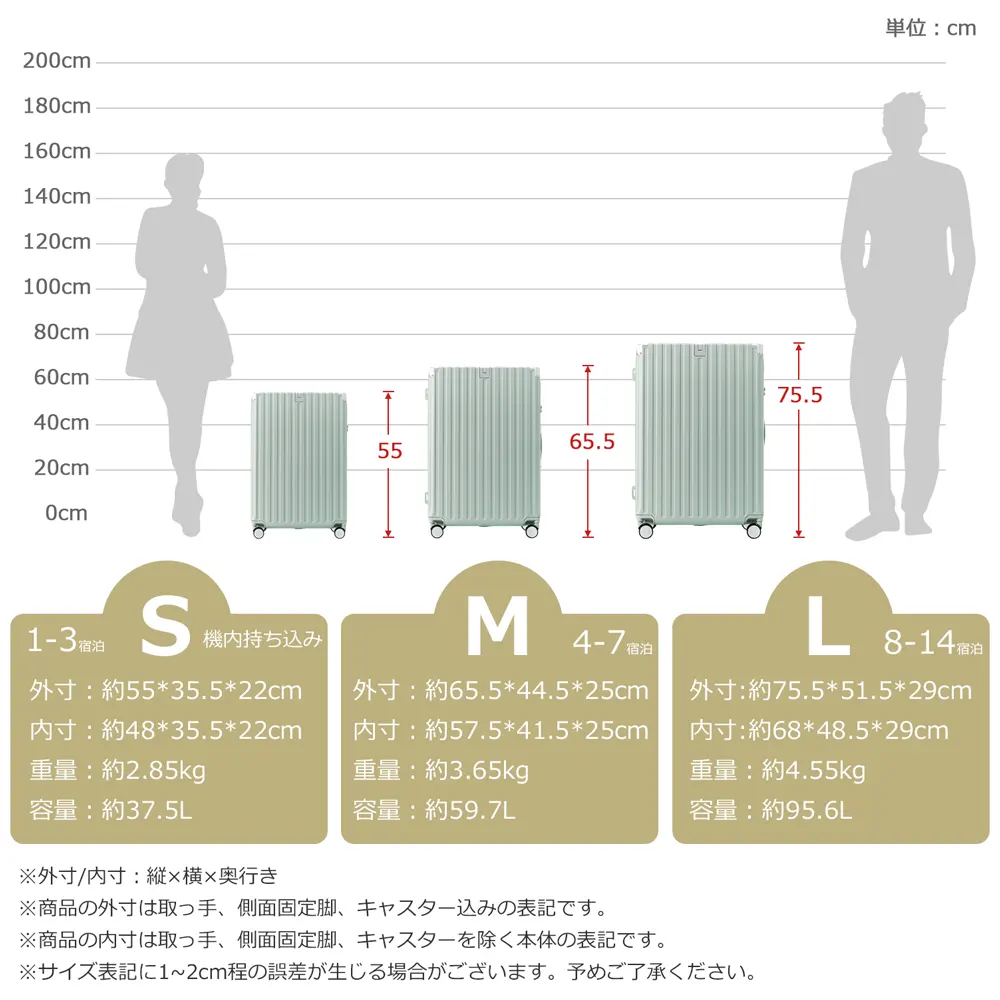 単位：cm
200cm
180cm
160cm
140cm
120cm
100cm
80cm
60cm
40cm
20cm
0cm
55
65.5
75.5
1-3宿泊 S 機内持ち込み
外寸：約55*35.5*22cm
内寸：約48*35.5*22cm
重量：約2.85kg
容量：約37.5L
M 4-7宿泊
外寸：約65.5*44.5*25cm
内寸：約57.5*41.5*25cm
重量：約3.65kg
容量：約59.7L
L 8-14宿泊
外寸:約75.5*51.5*29cm
内寸:約68*48.5*29cm
重量：約4.55kg
容量：約95.6L
※外寸/内寸：縦×横×奥行き
※商品の外寸は取っ手、側面固定脚、キャスター込みの表記です。
※商品の内寸は取っ手、側面固定脚、キャスターを除く本体の表記です。
※サイズ表記に1~2cm程の誤差が生じる場合がございます。予めご了承ください。